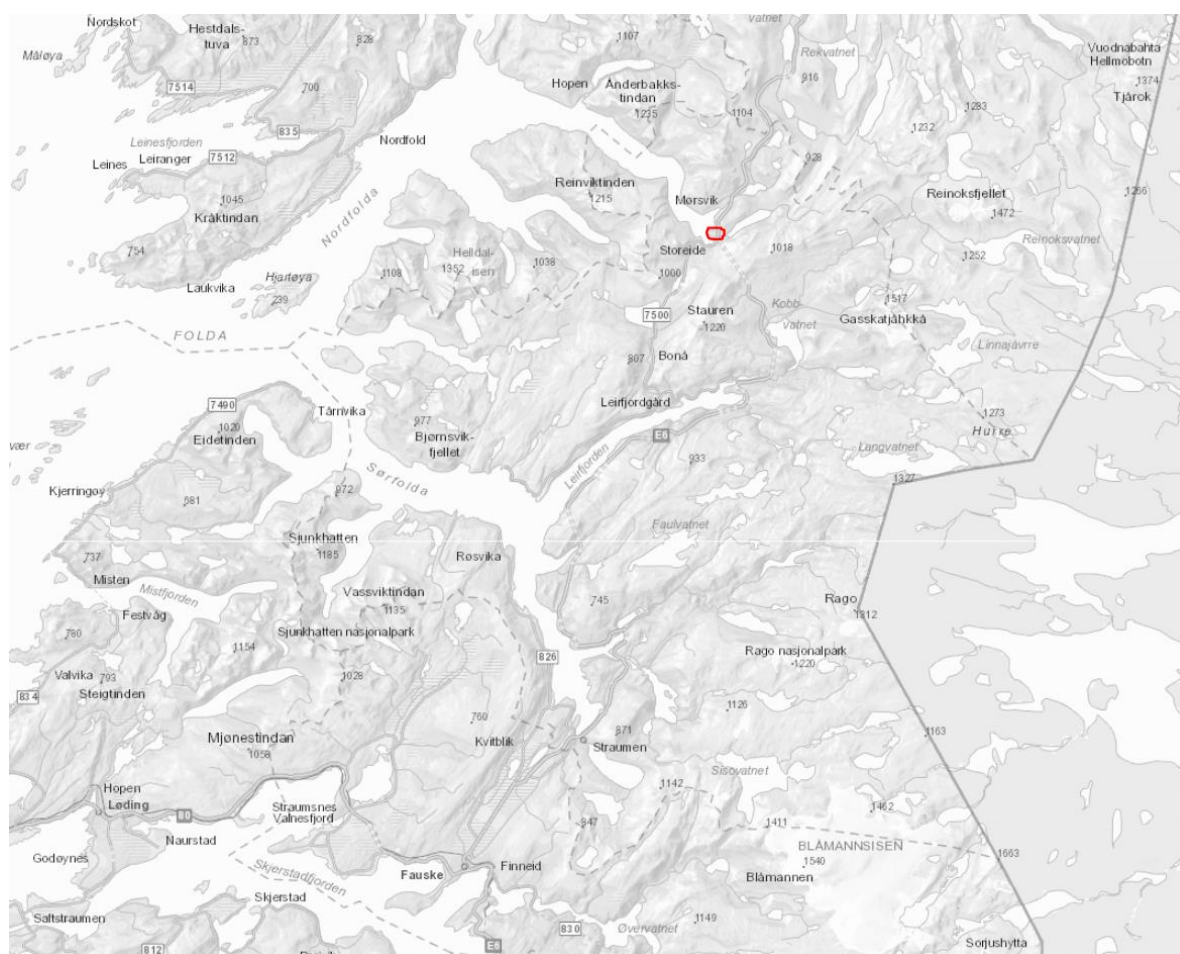 Nordskot
Hestdals-
tuva
873
828
1107
vatnet
Rekvatnet
916
Vuodnabahta
Hellmobotn
1374
Tjårok
Måløya
7514
700
Hopen
Ånderbakks-
tindan
1235
1104
1283
1232
835
Leinesfjorden
Nordfold
Leines
Leiranger
7512
928
1045
Kråktindan
Reinviktinden
1215
Mørsvik
Reinoksfjellet
1472
1266
Nordfolda
754
Helldal-
isen
1352
1038
1108
Storeide
1000
1018
1252
Reinoksvatnet
Laukvika
Hjartøya
239
7500
Stauren
1220
Kobb-
vatnet
1517
Gasskatjåhkkå
FOLDA
807
Bonå
Linnajávrre
7490
Tårnvika
Leirfjordgård
1020
Eidetinden
977
Bjørnsvik-
fjellet
E6
1273
Hurre
vær
Sørfolda
Leirfjorden
933
Langvatnet
1327
Kjerringøy
681
972
Faulvatnet
Sjunkhatten
1185
737
Misten
Mistfjorden
Røsvika
Vassviktindan
1135
745
Rago
1312
Festvåg
780
1154
Sjunkhatten nasjonalpark
826
Rago nasjonalpark
1220
Valvika
793
Steigtinden
834
1028
1126
760
871
1163
Mjønestindan
1058
Kvitblik
Straumen
Sisovatnet
1142
1462
Hopen
Løding
80
Straumsnes
Valnesfjord
947
1411
Naurstad
BLÅMANNSISEN
1663
1540
Godøynes
Skjerstadfjorden
Fauske
Finneid
Blåmannen
Skjerstad
Saltstraumen
1149
Øvervatnet
830
812
E6
Sorjushytta